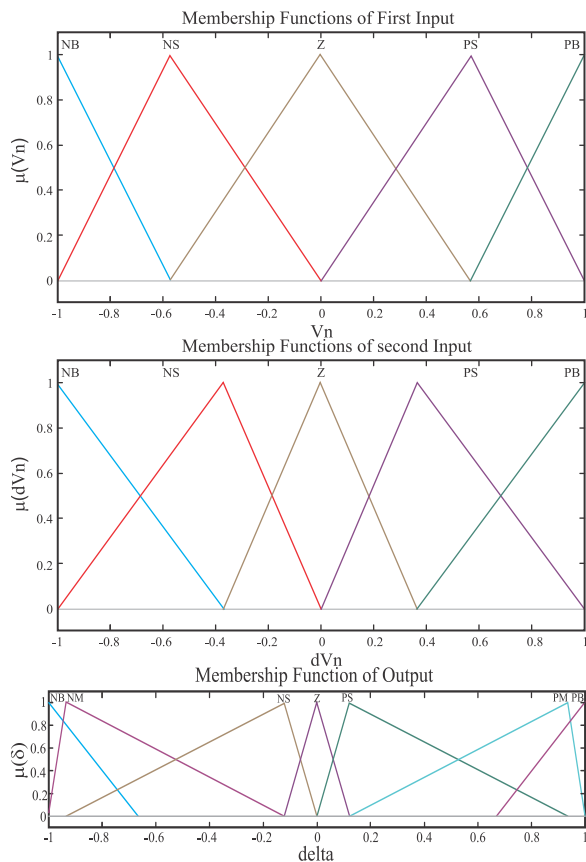 Membership Functions of First Input
NB NS Z PS PB
1
0.8
0.6
0.4
0.2
0
μ(Vn)
-1 -0.8 -0.6 -0.4 -0.2 0 0.2 0.4 0.6 0.8 1
Vn
Membership Functions of second Input
NB NS Z PS PB
1
0.8
0.6
0.4
0.2
0
μ(dVn)
-1 -0.8 -0.6 -0.4 -0.2 0 0.2 0.4 0.6 0.8 1
dVn
Membership Function of Output
NB NM NS Z PS PM PB
1
0.8
0.6
0.4
0.2
0
μ(δ)
-1 -0.8 -0.6 -0.4 -0.2 0 0.2 0.4 0.6 0.8 1
delta